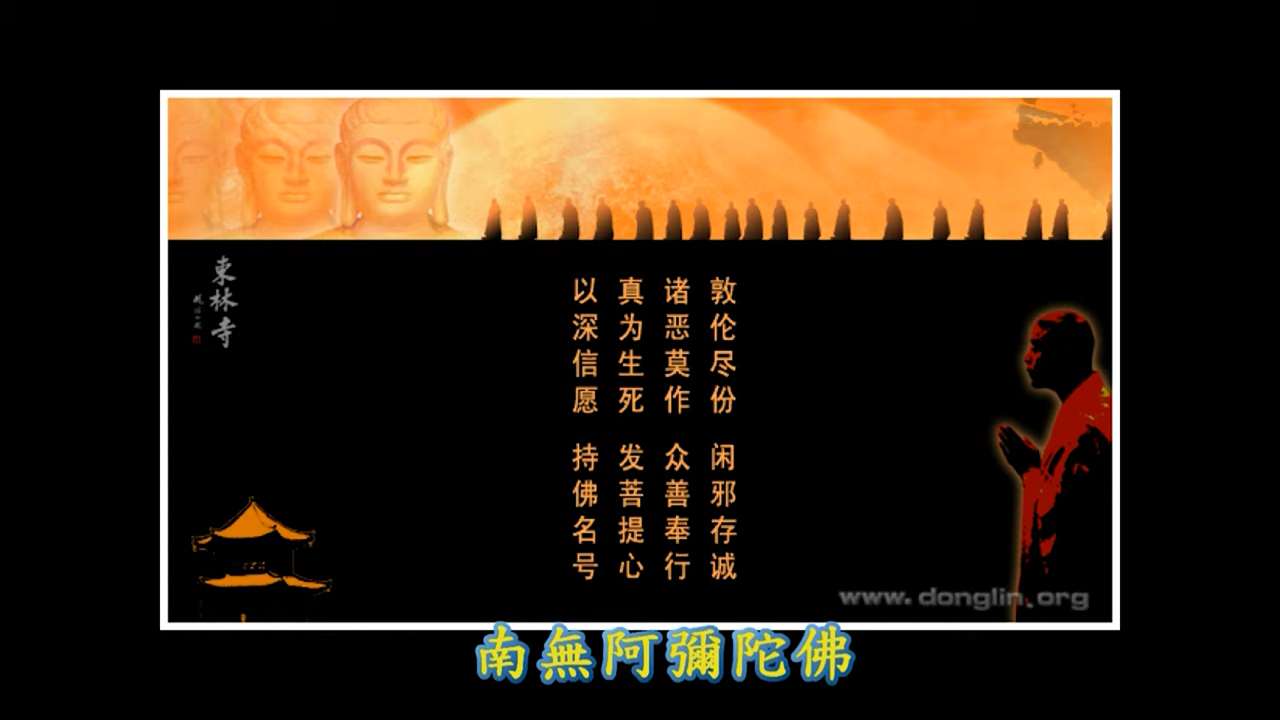 敦伦尽份 闲邪存诚
诸恶莫作 众善奉行
真为生死 发菩提心
以深信愿 持佛名号
東林寺
www.donglin.org
南無阿彌陀佛